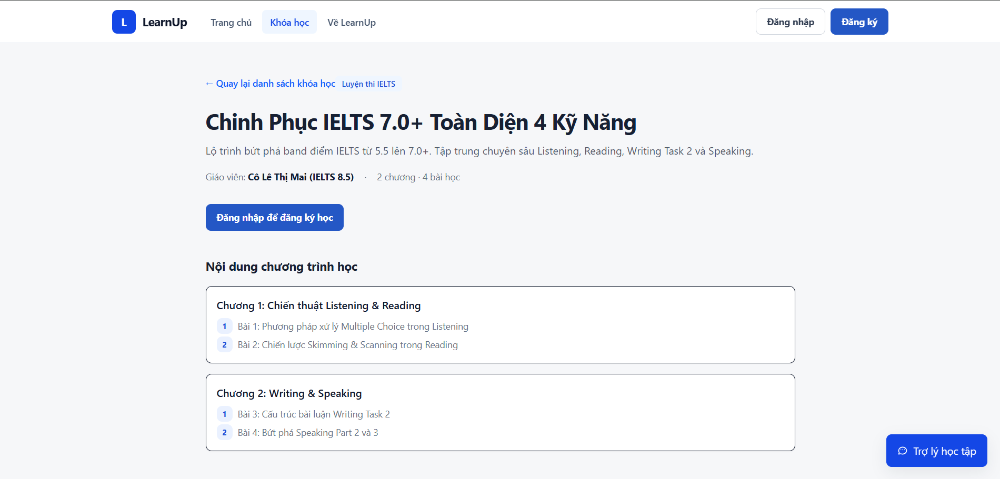 L LearnUp Trang chủ Khóa học Về LearnUp Đăng nhập Đăng ký
← Quay lại danh sách khóa học Luyện thi IELTS
Chinh Phục IELTS 7.0+ Toàn Diện 4 Kỹ Năng
Lộ trình bứt phá band điểm IELTS từ 5.5 lên 7.0+. Tập trung chuyên sâu Listening, Reading, Writing Task 2 và Speaking.
Giáo viên: Cô Lê Thị Mai (IELTS 8.5) · 2 chương · 4 bài học
Đăng nhập để đăng ký học
Nội dung chương trình học
Chương 1: Chiến thuật Listening & Reading
1 Bài 1: Phương pháp xử lý Multiple Choice trong Listening
2 Bài 2: Chiến lược Skimming & Scanning trong Reading
Chương 2: Writing & Speaking
1 Bài 3: Cấu trúc bài luận Writing Task 2
2 Bài 4: Bứt phá Speaking Part 2 và 3
Trợ lý học tập